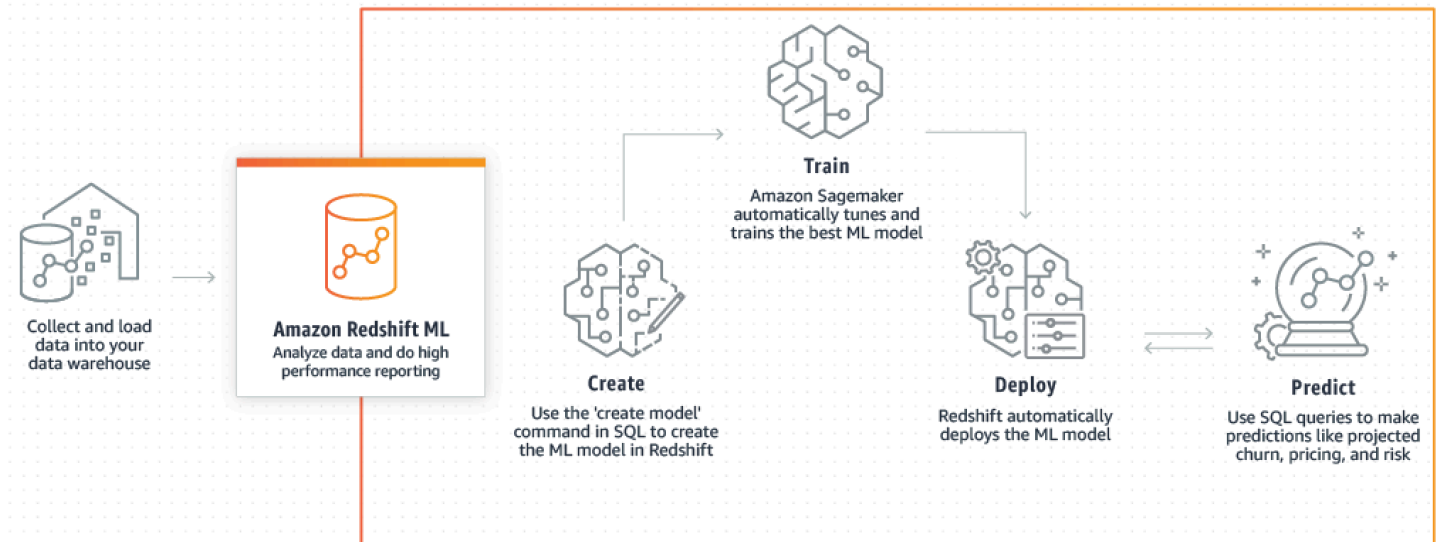 Collect and load
data into your
data warehouse
Amazon Redshift ML
Analyze data and do high
performance reporting
Create
Use the 'create model'
command in SQL to create
the ML model in Redshift
Train
Amazon Sagemaker
automatically tunes and
trains the best ML model
Deploy
Redshift automatically
deploys the ML model
Predict
Use SQL queries to make
predictions like projected
churn, pricing, and risk